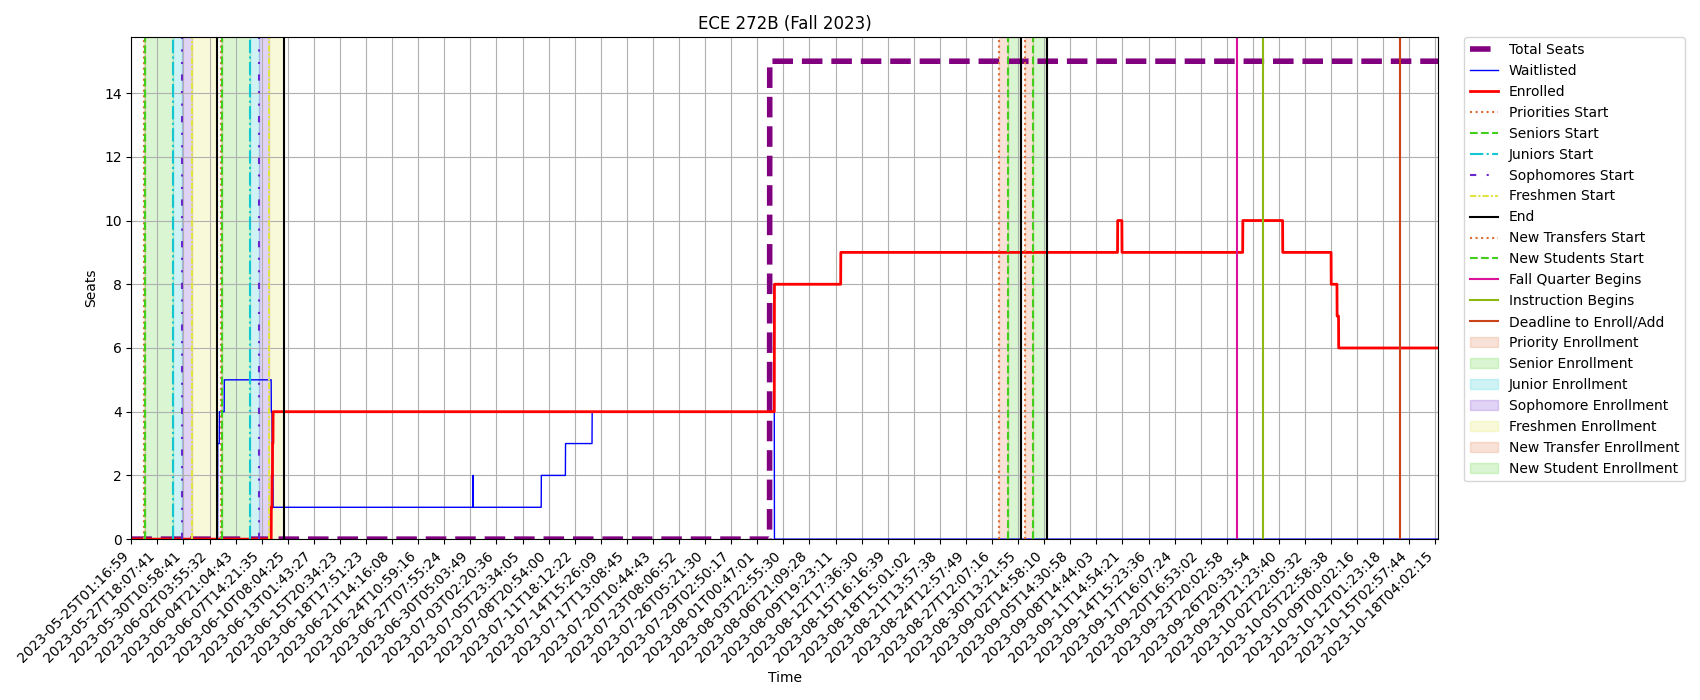 ECE 272B (Fall 2023)
Seats
14
12
10
8
6
4
2
0
2023-05-25T01:16:59
2023-05-27T18:07:41
2023-05-30T10:58:41
2023-06-02T03:55:32
2023-06-04T21:04:43
2023-06-07T14:21:35
2023-06-10T08:04:25
2023-06-13T01:43:27
2023-06-15T20:34:23
2023-06-18T17:51:23
2023-06-21T14:16:08
2023-06-24T10:59:16
2023-06-27T07:55:24
2023-06-30T05:03:49
2023-07-03T02:20:36
2023-07-05T23:34:05
2023-07-08T20:54:00
2023-07-11T18:12:22
2023-07-14T15:26:09
2023-07-17T13:08:45
2023-07-20T10:44:43
2023-07-23T08:06:52
2023-07-26T05:21:30
2023-07-29T02:50:17
2023-08-01T00:47:01
2023-08-03T22:55:30
2023-08-06T21:09:28
2023-08-09T19:23:11
2023-08-12T17:36:30
2023-08-15T16:16:39
2023-08-18T15:01:02
2023-08-21T13:57:38
2023-08-24T12:57:49
2023-08-27T12:07:16
2023-08-30T13:21:55
2023-09-02T14:58:10
2023-09-05T14:30:58
2023-09-08T14:44:03
2023-09-11T14:54:21
2023-09-14T15:23:36
2023-09-17T16:07:24
2023-09-20T16:53:02
2023-09-23T20:02:58
2023-09-26T20:33:54
2023-09-29T21:23:40
2023-10-02T22:05:32
2023-10-05T22:58:38
2023-10-09T00:02:16
2023-10-12T01:23:18
2023-10-15T02:57:44
2023-10-18T04:02:15
Time
Total Seats
Waitlisted
Enrolled
Priorities Start
Seniors Start
Juniors Start
Sophomores Start
Freshmen Start
End
New Transfers Start
New Students Start
Fall Quarter Begins
Instruction Begins
Deadline to Enroll/Add
Priority Enrollment
Senior Enrollment
Junior Enrollment
Sophomore Enrollment
Freshmen Enrollment
New Transfer Enrollment
New Student Enrollment